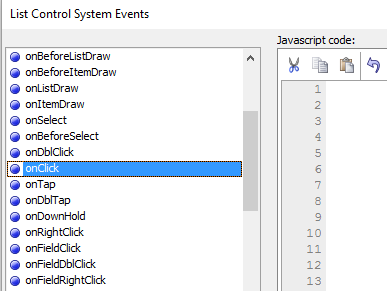 List Control System Events
Javascript code:
onBeforeListDraw
onBeforeItemDraw
onListDraw
onItemDraw
onSelect
onBeforeSelect
onDblClick
onClick
onTap
onDblTap
onDownHold
onRightClick
onFieldClick
onFieldDblClick
onFieldRightClick
1
2
3
4
5
6
7
8
9
10
11
12
13